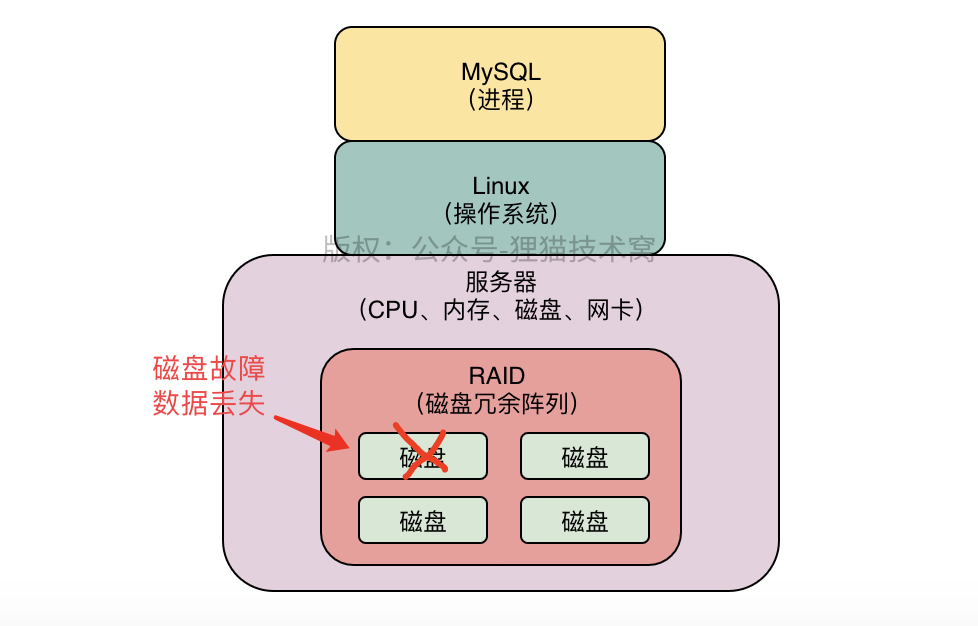 MySQL
（进程）
Linux
（操作系统）
版权：公众号-狸猫技术窝
服务器
（CPU、内存、磁盘、网卡）
磁盘故障
数据丢失
RAID
（磁盘冗余阵列）
磁盘
磁盘
磁盘
磁盘